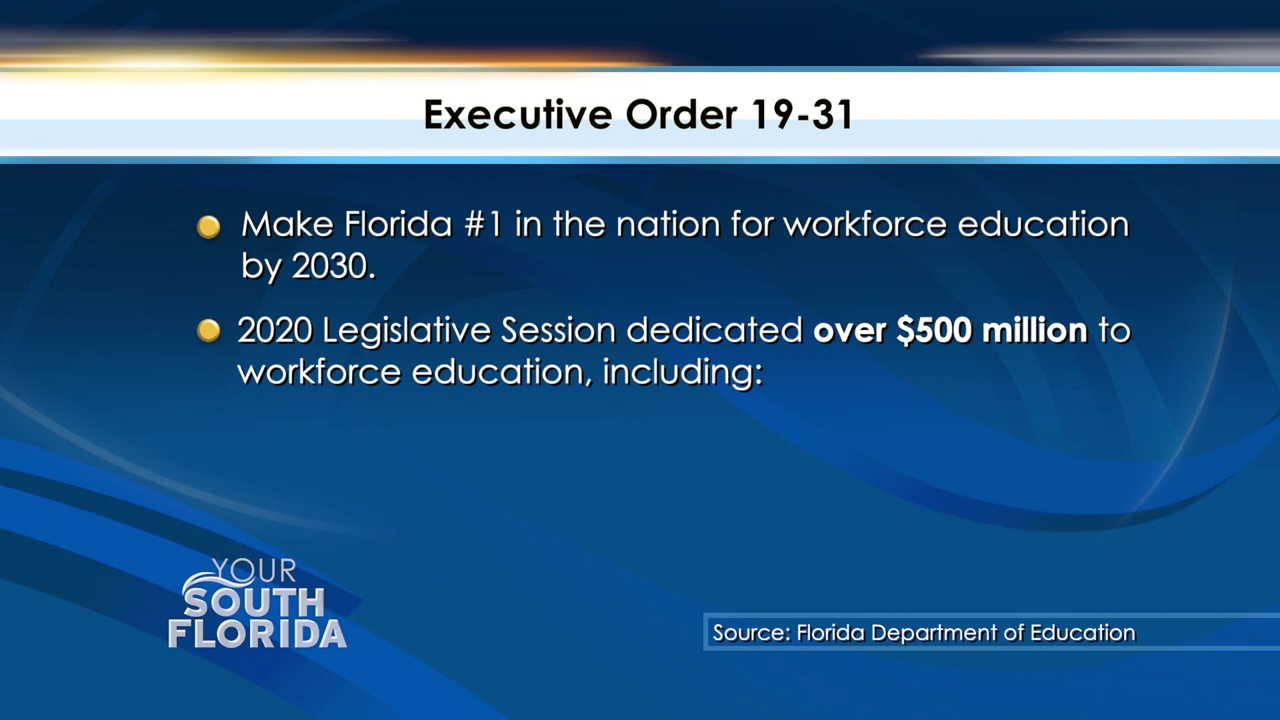 Executive Order 19-31
Make Florida #1 in the nation for workforce education
by 2030.
2020 Legislative Session dedicated over $500 million to
workforce education, including:
YOUR
SOUTH
FLORIDA
Source: Florida Department of Education